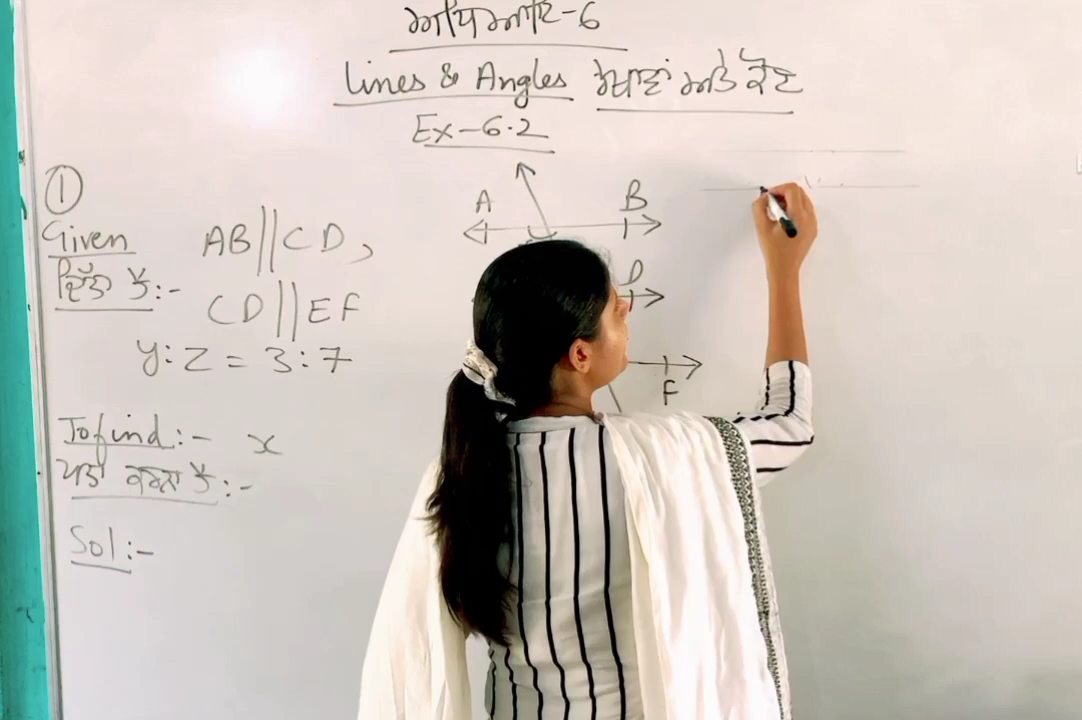 ਅਧਿਆਇ-6
Lines & Angles ਰੇਖਾਵਾਂ ਅਤੇ ਕੋਣ
Ex-6.2
①
Given AB||CD,
ਦਿੱਤਾ ਹੈ:-
CD||EF
y:z = 3:7
To find:- x
ਪਤਾ ਕਰਨਾ ਹੈ:-
Sol:-
A B
D
F